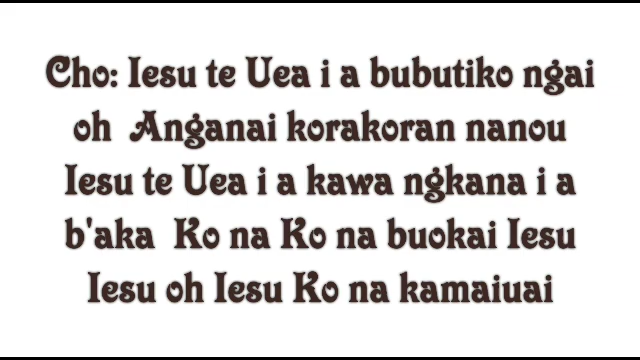 Cho: Iesu te Uea i a bubutiko ngai
oh Anganai korakoran nanou
Iesu te Uea i a kawa ngkana i a
b'aka Ko na Ko na buokai Iesu
Iesu oh Iesu Ko na kamaiuai